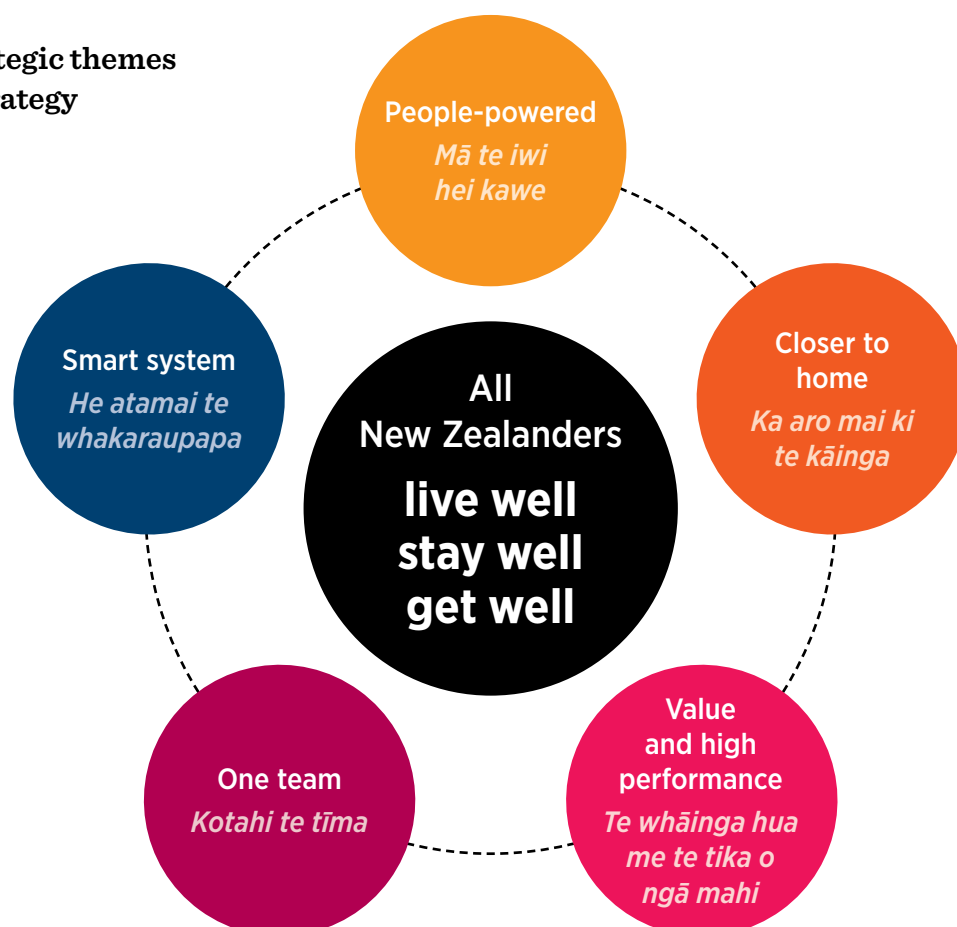 tegic themes
rategy
People-powered
Mā te iwi
hei kawe
Smart system
He atamai te
whakaraupapa
Closer to
home
Ka aro mai ki
te kāinga
All
New Zealanders
live well
stay well
get well
One team
Kotahi te tīma
Value
and high
performance
Te whāinga hua
me te tika o
ngā mahi